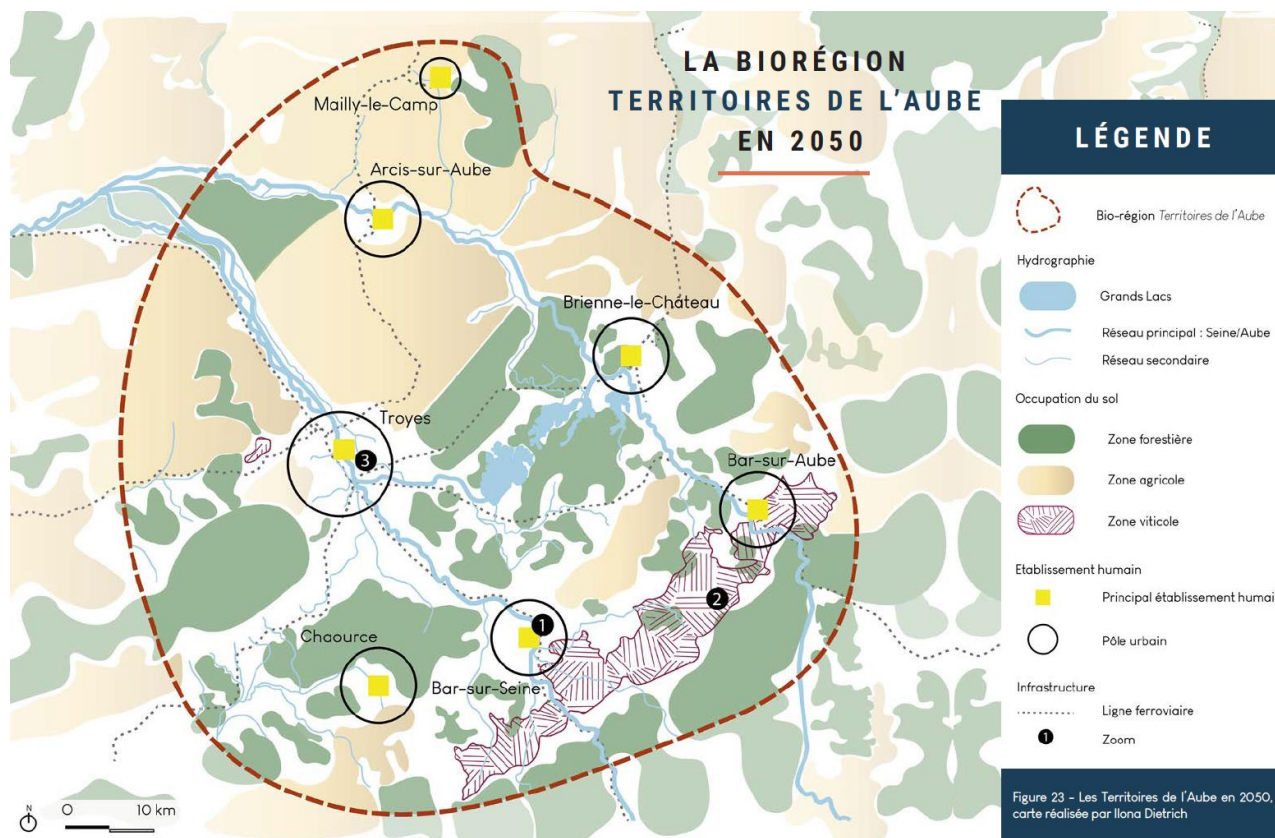 LA BIORÉGION
TERRITOIRES DE L'AUBE
EN 2050
Mailly-le-Camp
Arcis-sur-Aube
Brienne-le-Château
Troyes
3
Bar-sur-Aube
2
1
Chaource
Bar-sur-Seine
N
0 10 km
LÉGENDE
Bio-région Territoires de l'Aube
Hydrographie
Grands Lacs
Réseau principal : Seine/Aube
Réseau secondaire
Occupation du sol
Zone forestière
Zone agricole
Zone viticole
Etablissement humain
Principal établissement humai
Pôle urbain
Infrastructure
Ligne ferroviaire
1 Zoom
Figure 23 - Les Territoires de l'Aube en 2050,
carte réalisée par Ilona Dietrich